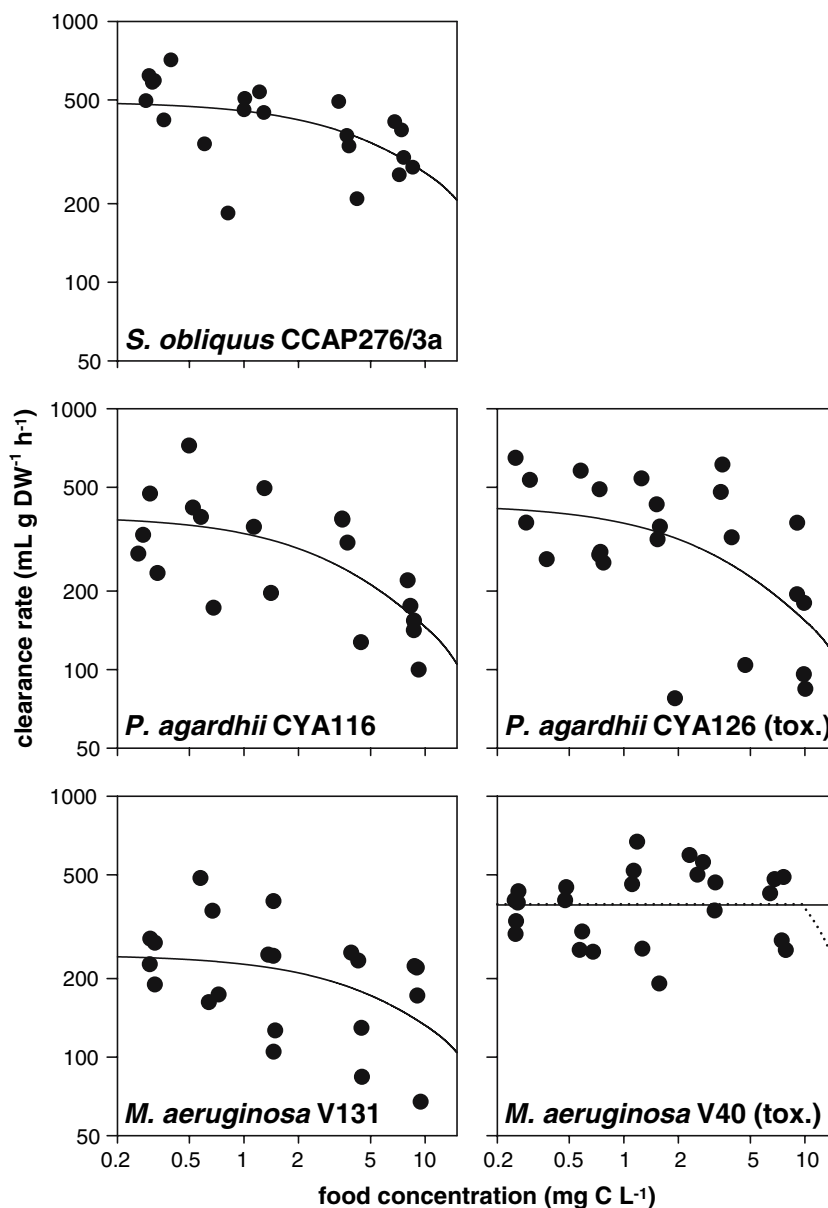 1000
500
200
100
50
S. obliquus CCAP276/3a
clearance rate (mL g DW-1 h-1)
1000
500
200
100
50
P. agardhii CYA116
P. agardhii CYA126 (tox.)
1000
500
200
100
50
M. aeruginosa V131
M. aeruginosa V40 (tox.)
0.2 0.5 1 2 5 10
0.2 0.5 1 2 5 10
food concentration (mg C L-1)